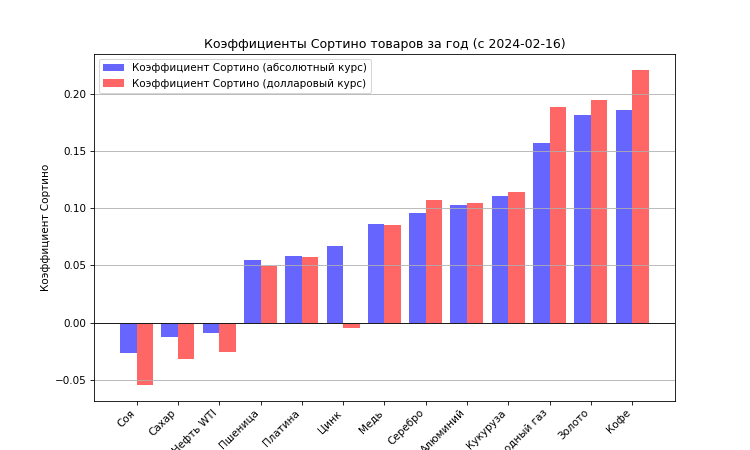 Коэффициенты Сортино товаров за год (с 2024-02-16)
Коэффициент Сортино (абсолютный курс)
Коэффициент Сортино (долларовый курс)
Коэффициент Сортино
0.20
0.15
0.10
0.05
0.00
−0.05
Соя
Сахар
Нефть WTI
Пшеница
Платина
Цинк
Медь
Серебро
Алюминий
Кукуруза
одный газ
Золото
Кофе